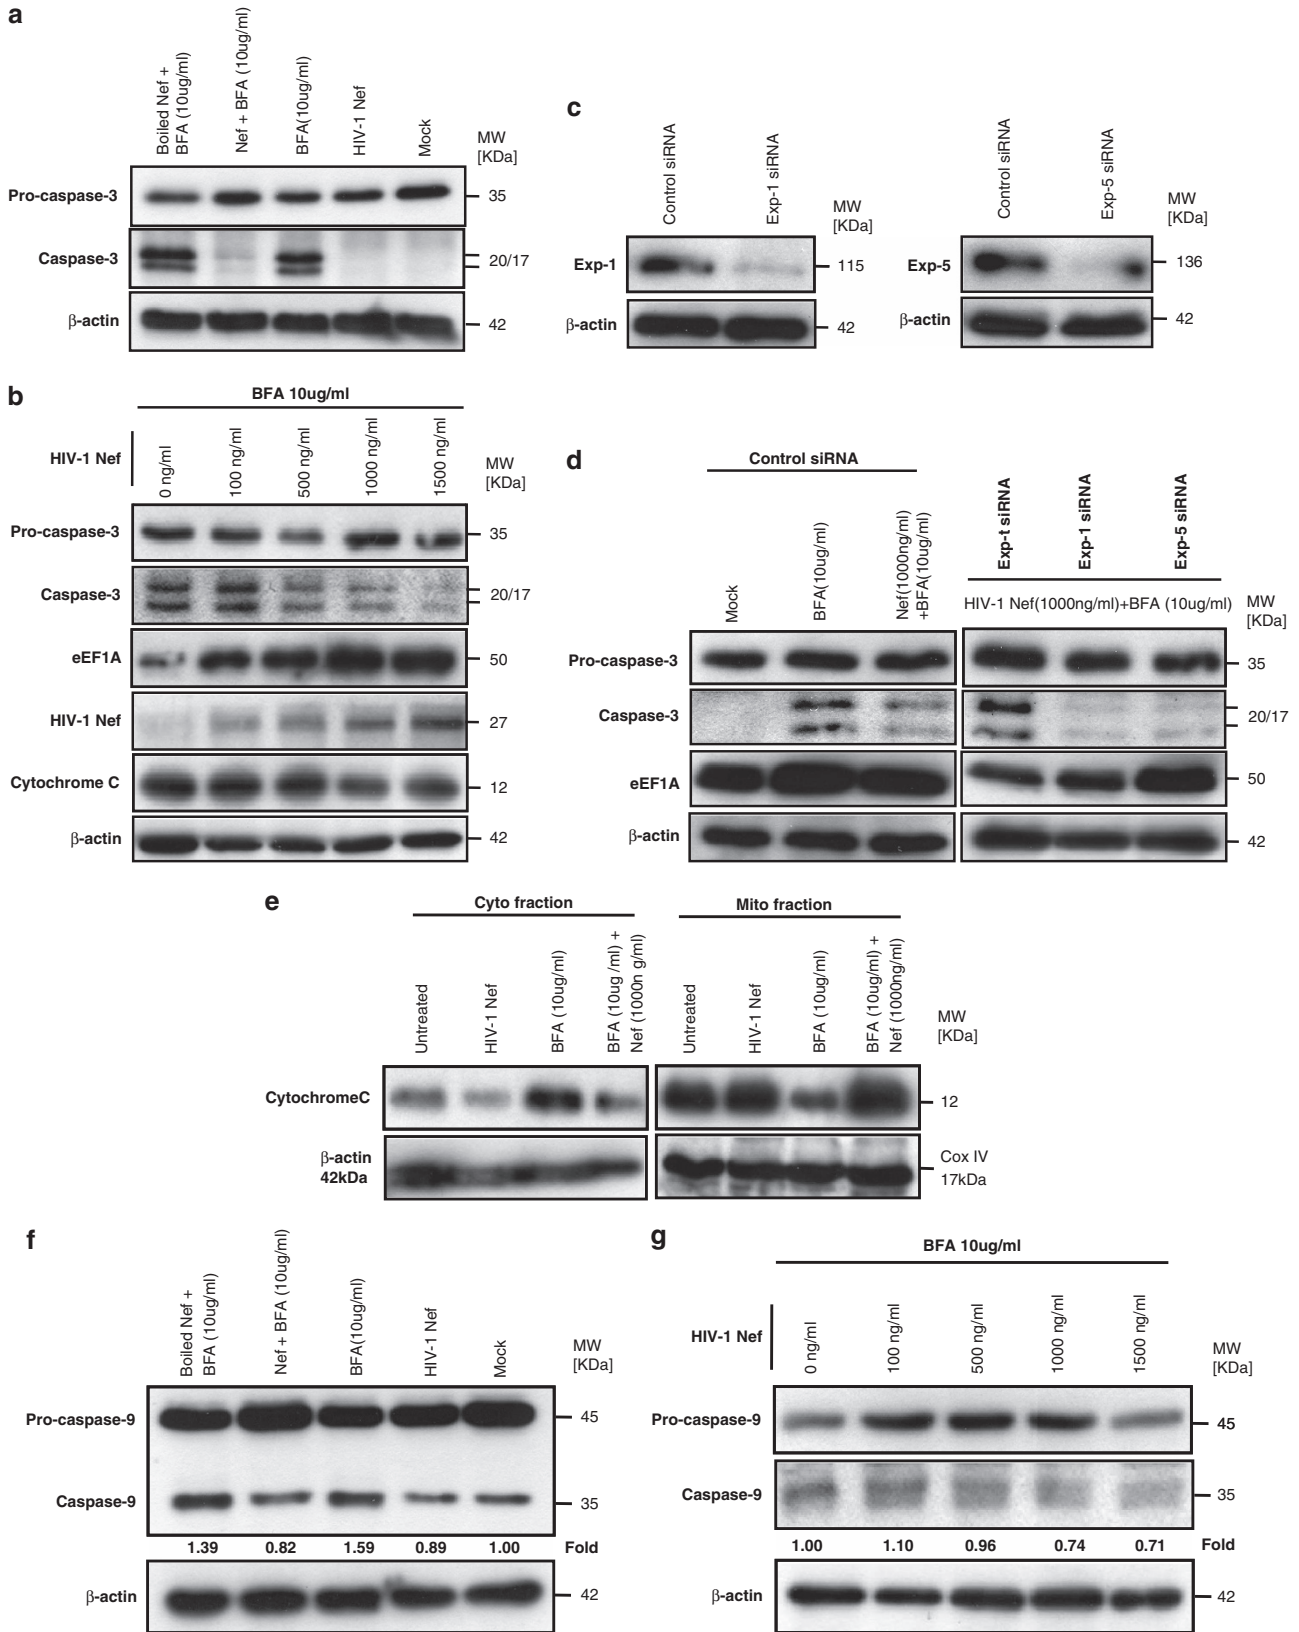 a
Boiled Nef +
BFA (10ug/ml)
Nef + BFA (10ug/ml)
BFA(10ug/ml)
HIV-1 Nef
Mock
MW
[KDa]
Pro-caspase-3
35
Caspase-3
20/17
β-actin
42
c
Control siRNA
Exp-1 siRNA
MW
[KDa]
Exp-1
115
β-actin
42
Control siRNA
Exp-5 siRNA
MW
[KDa]
Exp-5
136
β-actin
42
b
BFA 10ug/ml
HIV-1 Nef
0 ng/ml
100 ng/ml
500 ng/ml
1000 ng/ml
1500 ng/ml
MW
[KDa]
Pro-caspase-3
35
Caspase-3
20/17
eEF1A
50
HIV-1 Nef
27
Cytochrome C
12
β-actin
42
d
Control siRNA
Mock
BFA(10ug/ml)
Nef(1000ng/ml)
+BFA(10ug/ml)
Exp-t siRNA
Exp-1 siRNA
Exp-5 siRNA
HIV-1 Nef(1000ng/ml)+BFA (10ug/ml)
MW
[KDa]
Pro-caspase-3
35
Caspase-3
20/17
eEF1A
50
β-actin
42
e
Cyto fraction
Mito fraction
Untreated
HIV-1 Nef
BFA (10ug/ml)
BFA (10ug /ml) +
Nef (1000n g/ml)
Untreated
HIV-1 Nef
BFA (10ug/ml)
BFA (10ug/ml) +
Nef (1000ng/ml)
MW
[KDa]
CytochromeC
12
β-actin
42kDa
Cox IV
17kDa
f
Boiled Nef +
BFA (10ug/ml)
Nef + BFA (10ug/ml)
BFA(10ug/ml)
HIV-1 Nef
Mock
MW
[KDa]
Pro-caspase-9
45
Caspase-9
35
1.39 0.82 1.59 0.89 1.00 Fold
β-actin
42
g
BFA 10ug/ml
HIV-1 Nef
0 ng/ml
100 ng/ml
500 ng/ml
1000 ng/ml
1500 ng/ml
MW
[KDa]
Pro-caspase-9
45
Caspase-9
35
1.00 1.10 0.96 0.74 0.71 Fold
β-actin
42